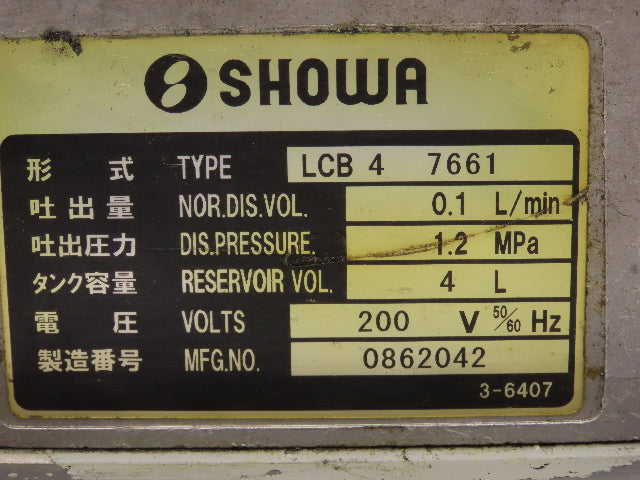 SHOWA
形 式 TYPE LCB 4 7661
吐出量 NOR.DIS.VOL. 0.1 L/min
吐出圧力 DIS.PRESSURE. 1.2 MPa
タンク容量 RESERVOIR VOL. 4 L
電 圧 VOLTS 200 V 50/60 Hz
製造番号 MFG.NO. 0862042
3-6407